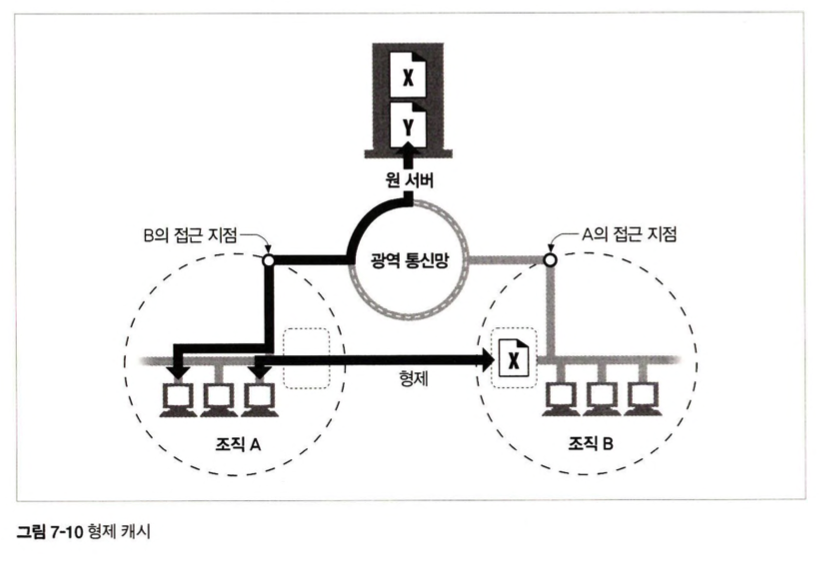 X
Y
원 서버
B의 접근 지점
A의 접근 지점
광역 통신망
X
형제
조직 A
조직 B
그림 7-10 형제 캐시